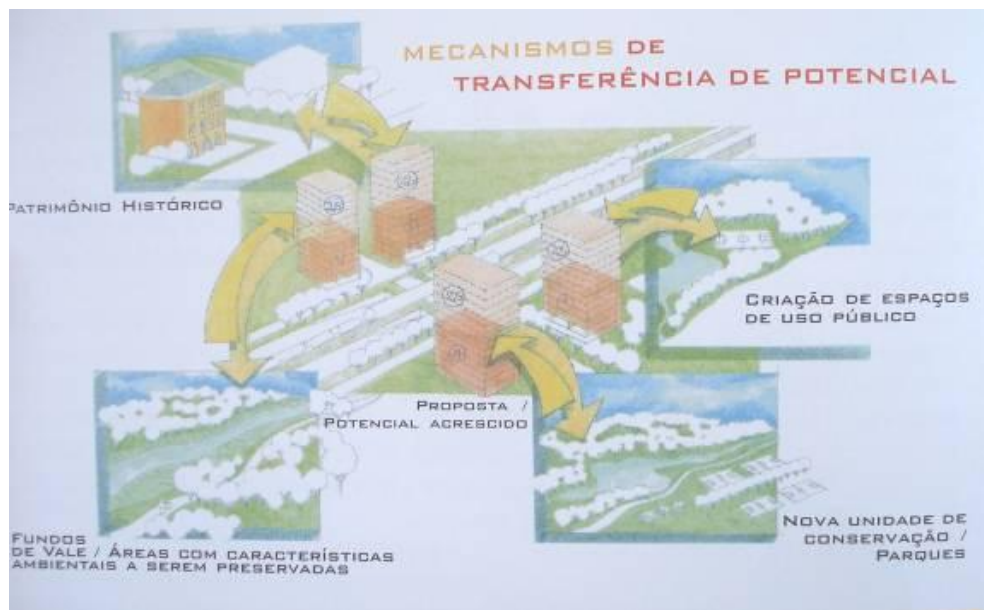 MECANISMOS DE
TRANSFERÊNCIA DE POTENCIAL
PATRIMÔNIO HISTÓRICO
CRIAÇÃO DE ESPAÇOS
DE USO PÚBLICO
PROPOSTA /
POTENCIAL ACRESCIDO
FUNDOS
DE VALE / ÁREAS COM CARACTERÍSTICAS
AMBIENTAIS A SEREM PRESERVADAS
NOVA UNIDADE DE
CONSERVAÇÃO /
PARQUES